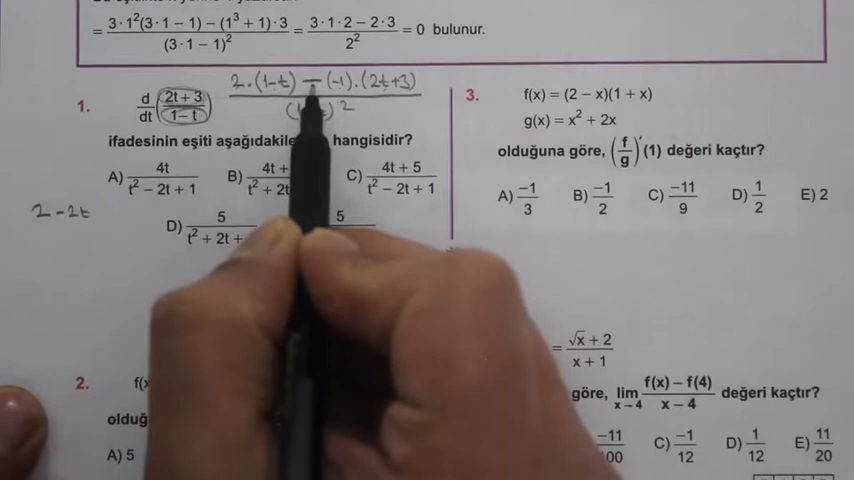 = 3·1²(3·1 − 1) − (1³ + 1)·3 / (3·1 − 1)² = 3·1·2 − 2·3 / 2² = 0 bulunur.
1. d/dt (2t + 3 / 1 − t) 2·(1−t) − (−1)·(2t+3) / 2
ifadesinin eşiti hangisidir?
A) 4t / t² − 2t + 1 B) 4t + / t² + 2t C) 4t + 5 / t² − 2t + 1
2 − 2t
D) 5 / t² + 2t + 5
2.
A) 5
3. f(x) = (2 − x)(1 + x)
g(x) = x² + 2x
olduğuna göre, (f/g)′(1) değeri kaçtır?
A) −1/3 B) −1/2 C) −11/9 D) 1/2 E) 2
= √x + 2 / x + 1
göre, lim x→4 f(x) − f(4) / x − 4 değeri kaçtır?
C) −1/12 D) 1/12 E) 11/20